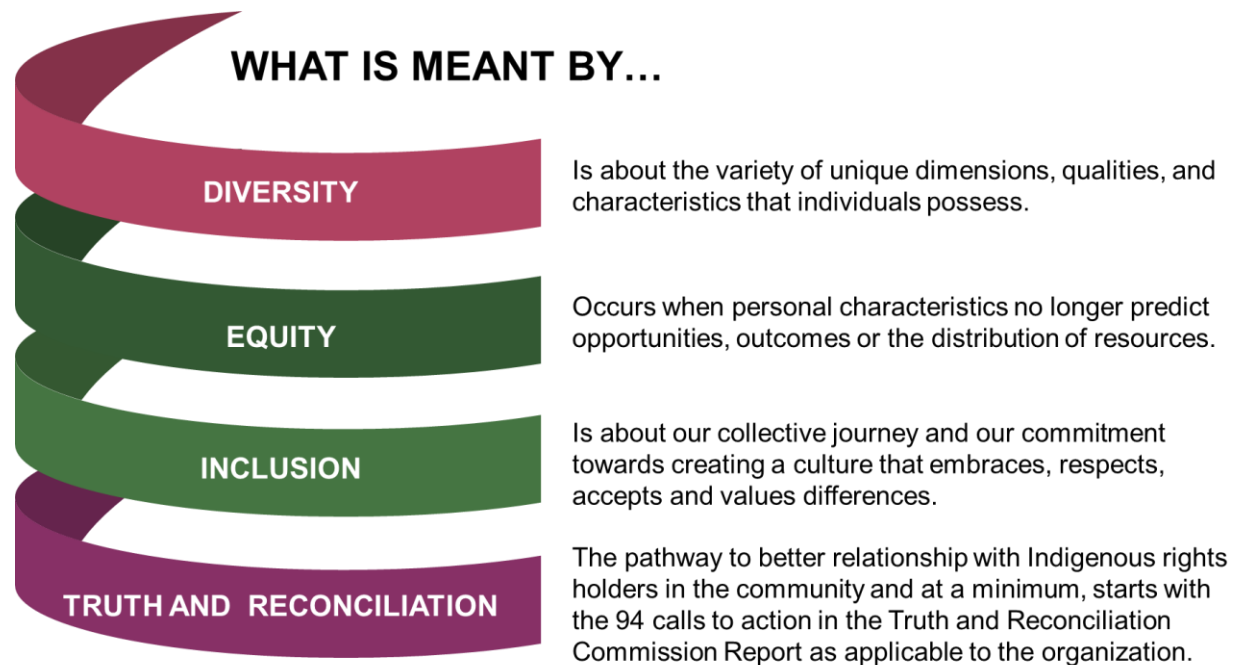 WHAT IS MEANT BY…
DIVERSITY
Is about the variety of unique dimensions, qualities, and
characteristics that individuals possess.
EQUITY
Occurs when personal characteristics no longer predict
opportunities, outcomes or the distribution of resources.
INCLUSION
Is about our collective journey and our commitment
towards creating a culture that embraces, respects,
accepts and values differences.
TRUTH AND RECONCILIATION
The pathway to better relationship with Indigenous rights
holders in the community and at a minimum, starts with
the 94 calls to action in the Truth and Reconciliation
Commission Report as applicable to the organization.